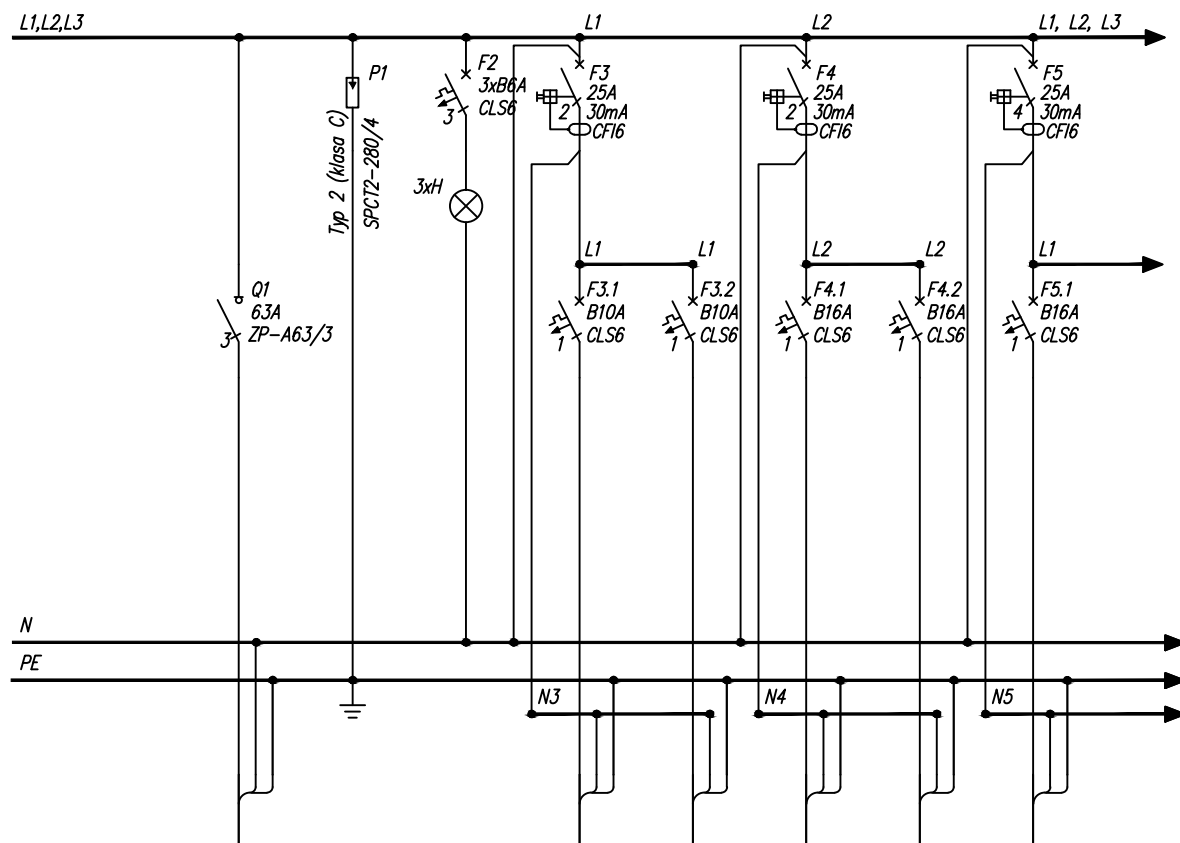 L1,L2,L3
L1
L2
L1, L2, L3
P1
Typ 2 (klasa C)
SPCT2-280/4
F2
3xB6A
CLS6
3
3xH
F3
25A
30mA
CFI6
2
F4
25A
30mA
CFI6
2
F5
25A
30mA
CFI6
4
L1
L1
L2
L2
L1
Q1
63A
ZP-A63/3
3
F3.1
B10A
CLS6
1
F3.2
B10A
CLS6
1
F4.1
B16A
CLS6
1
F4.2
B16A
CLS6
1
F5.1
B16A
CLS6
1
N
PE
N3
N4
N5